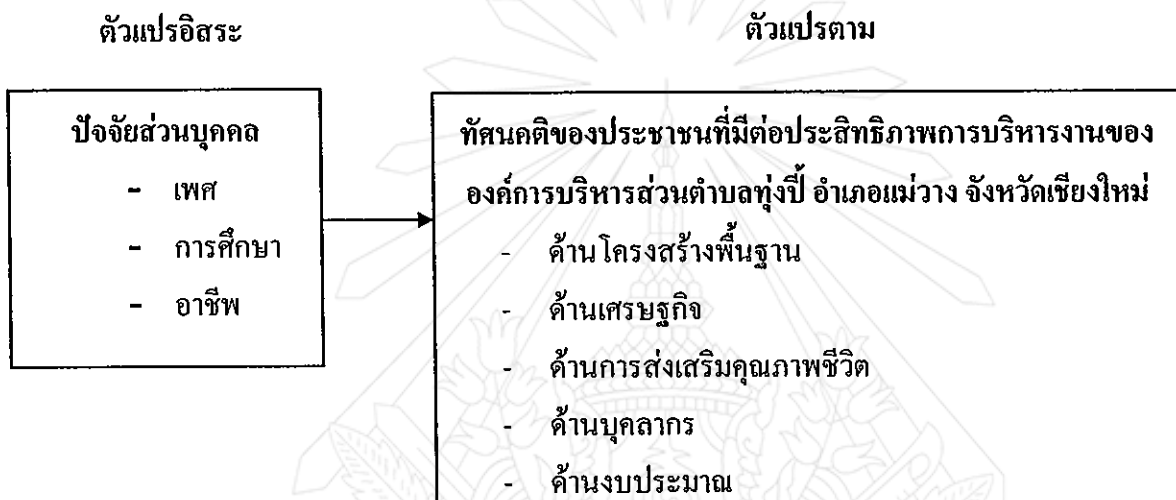 ตัวแปรอิสระ
ตัวแปรตาม
ปัจจัยส่วนบุคคล
- เพศ
- การศึกษา
- อาชีพ
ทัศนคติของประชาชนที่มีต่อประสิทธิภาพการบริหารงานของ
องค์การบริหารส่วนตำบลทุ่งปี้ อำเภอแม่วาง จังหวัดเชียงใหม่
- ด้านโครงสร้างพื้นฐาน
- ด้านเศรษฐกิจ
- ด้านการส่งเสริมคุณภาพชีวิต
- ด้านบุคลากร
- ด้านงบประมาณ